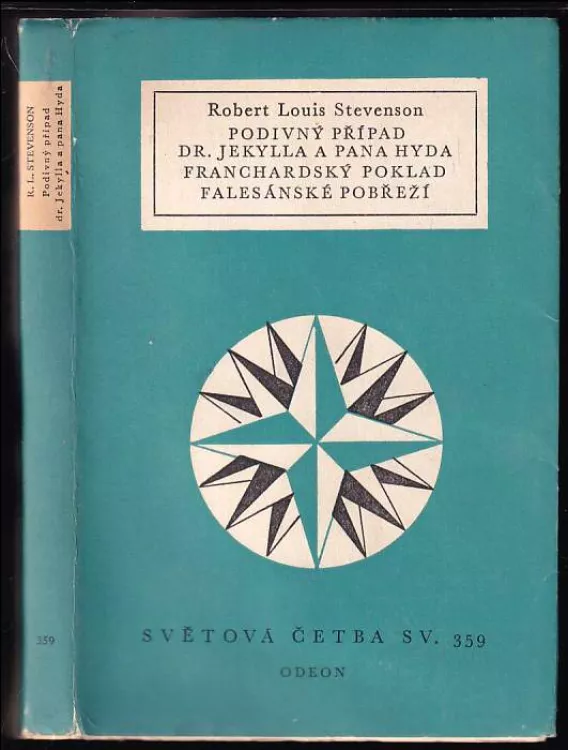 R. L. STEVENSON
Podivný případ
dr. Jekylla a pana Hyda
359
Robert Louis Stevenson
PODIVNÝ PŘÍPAD
DR. JEKYLLA A PANA HYDA
FRANCHARDSKÝ POKLAD
FALESÁNSKÉ POBŘEŽÍ
SVĚTOVÁ ČETBA SV. 359
ODEON